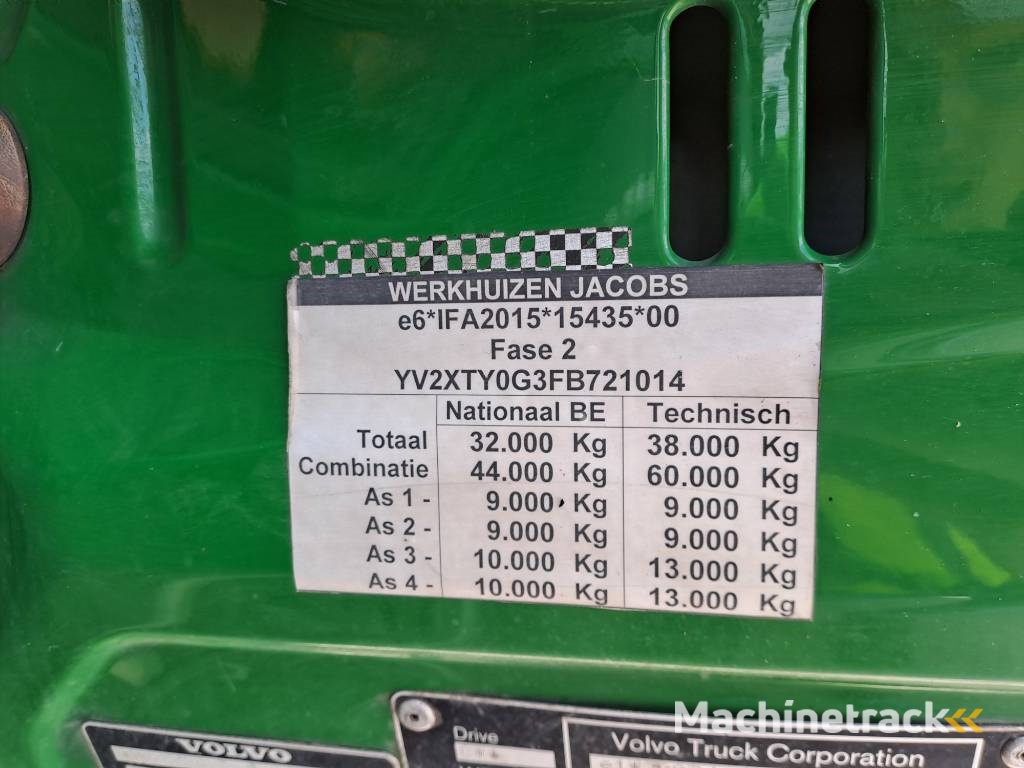 WERKHUIZEN JACOBS
e6*IFA2015*15435*00
Fase 2
YV2XTY0G3FB721014
Nationaal BE Technisch
Totaal 32.000 Kg 38.000 Kg
Combinatie 44.000 Kg 60.000 Kg
As 1 - 9.000 Kg 9.000 Kg
As 2 - 9.000 Kg 9.000 Kg
As 3 - 10.000 Kg 13.000 Kg
As 4 - 10.000 Kg 13.000 Kg
Machinetrack
VOLVO
Drive
Volvo Truck Corporation